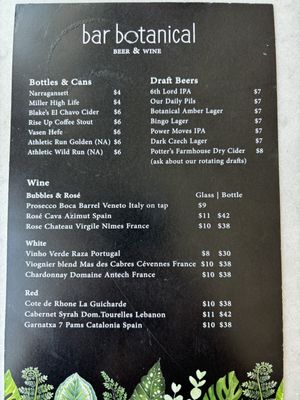 bar botanical
BEER & WINE
Bottles & Cans
Narragansett $4
Miller High Life $4
Blake's El Chavo Cider $6
Rise Up Coffee Stout $6
Vasen Hefe $6
Athletic Run Golden (NA) $6
Athletic Wild Run (NA) $6
Draft Beers
6th Lord IPA $7
Our Daily Pils $7
Botanical Amber Lager $7
Bingo Lager $7
Power Moves IPA $7
Dark Czech Lager $7
Potter's Farmhouse Dry Cider $8
(ask about our rotating drafts)
Wine
Bubbles & Rosé Glass | Bottle
Prosecco Boca Barrel Veneto Italy on tap $9
Rosé Cava Azimut Spain $11 $42
Rose Chateau Virgile Nîmes France $10 $38
White
Vinho Verde Raza Portugal $8 $30
Viognier blend Mas des Cabres Cévennes France $10 $38
Chardonnay Domaine Antech France $10 $38
Red
Cote de Rhone La Guicharde $10 $38
Cabernet Syrah Dom.Tourelles Lebanon $11 $42
Garnatxa 7 Pams Catalonia Spain $10 $38